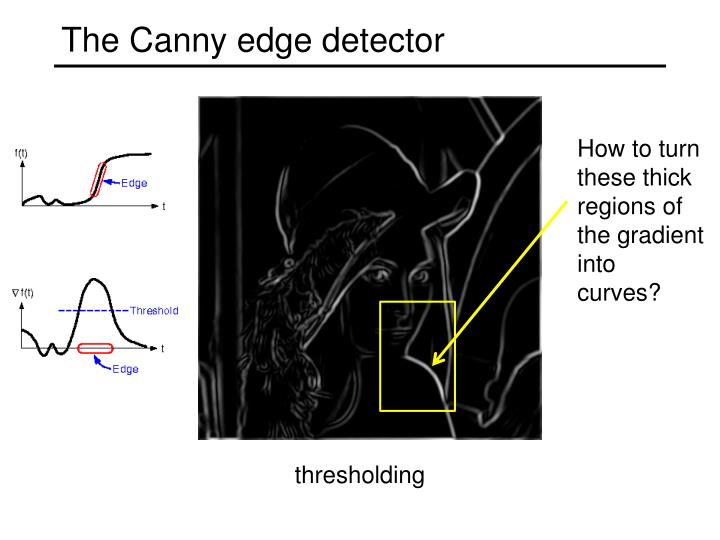 The Canny edge detector
f(t)
Edge
t
∇ f(t)
Threshold
t
Edge
How to turn
these thick
regions of
the gradient
into
curves?
thresholding